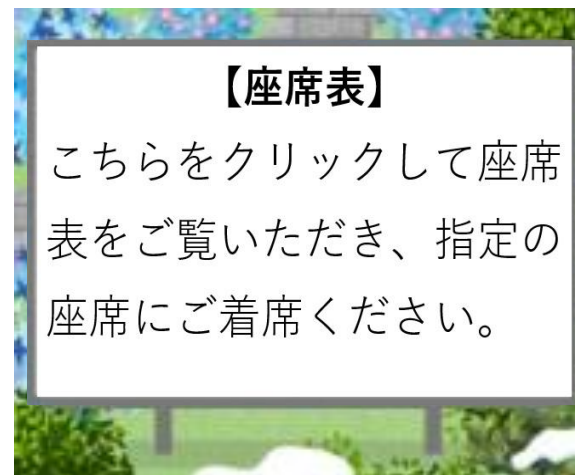 【座席表】
こちらをクリックして座席
表をご覧いただき、指定の
座席にご着席ください。